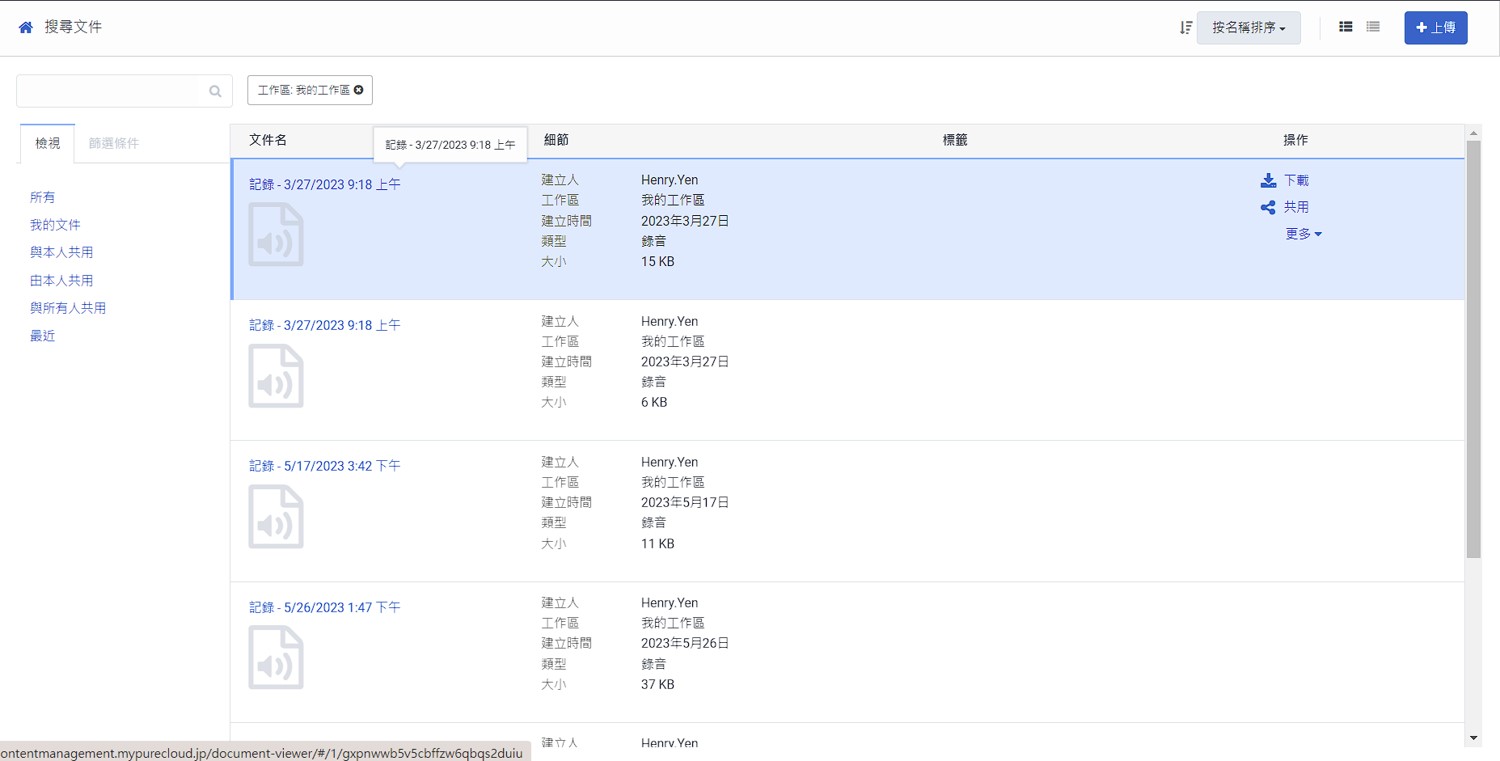 搜尋文件
按名稱排序
上傳
工作區: 我的工作區
檢視
篩選條件
所有
我的文件
與本人共用
由本人共用
與所有人共用
最近
文件名
細節
標籤
操作
記錄 - 3/27/2023 9:18 上午
記錄 - 3/27/2023 9:18 上午
建立人 Henry.Yen
工作區 我的工作區
建立時間 2023年3月27日
類型 錄音
大小 15 KB
下載
共用
更多
記錄 - 3/27/2023 9:18 上午
建立人 Henry.Yen
工作區 我的工作區
建立時間 2023年3月27日
類型 錄音
大小 6 KB
記錄 - 5/17/2023 3:42 下午
建立人 Henry.Yen
工作區 我的工作區
建立時間 2023年5月17日
類型 錄音
大小 11 KB
記錄 - 5/26/2023 1:47 下午
建立人 Henry.Yen
工作區 我的工作區
建立時間 2023年5月26日
類型 錄音
大小 37 KB
建立人 Henry.Yen
ontentmanagement.mypurecloud.jp/document-viewer/#/1/gxpnwwb5v5cbffzw6qbqs2duiu